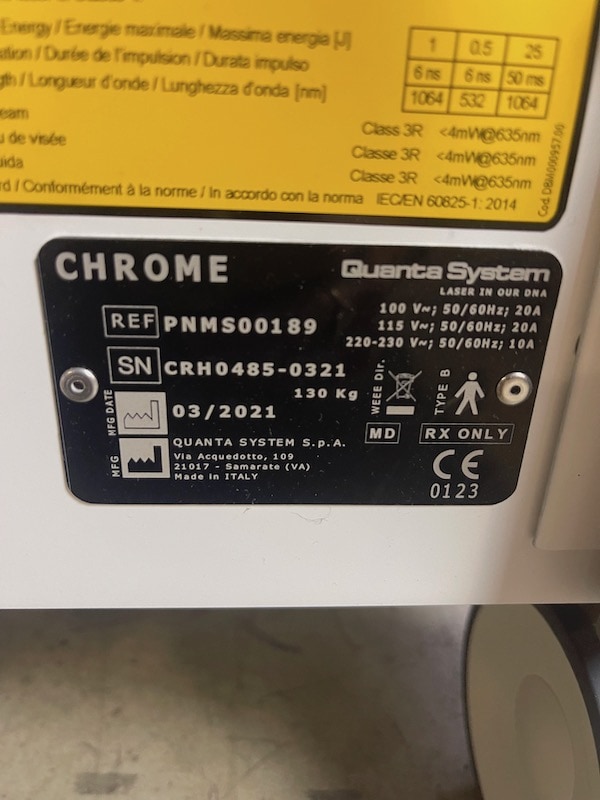 Energy / Energie maximale / Massima energia [J] 1 0.5 25
/ Durée de l'impulsion / Durata impulso 6 ns 6 ns 50 ms
/ Longueur d'onde / Lunghezza d'onda [nm] 1064 532 1064
Class 3R <4mW@635nm
de visée Classe 3R <4mW@635nm
Classe 3R <4mW@635nm
/ Conformément à la norme / In accordo con la norma IEC/EN 60825-1: 2014
Cod. DBM000957.00
CHROME
Quanta System
LASER IN OUR DNA
REF PNMS00189
100 V~; 50/60Hz; 20A
115 V~; 50/60Hz; 20A
220-230 V~; 50/60Hz; 10A
SN CRH0485-0321
130 Kg
MFG DATE 03/2021
WEEE Dir.
TYPE B
MD
RX ONLY
MFG
QUANTA SYSTEM S.p.A.
Via Acquedotto, 109
21017 - Samarate (VA)
Made in ITALY
CE
0123